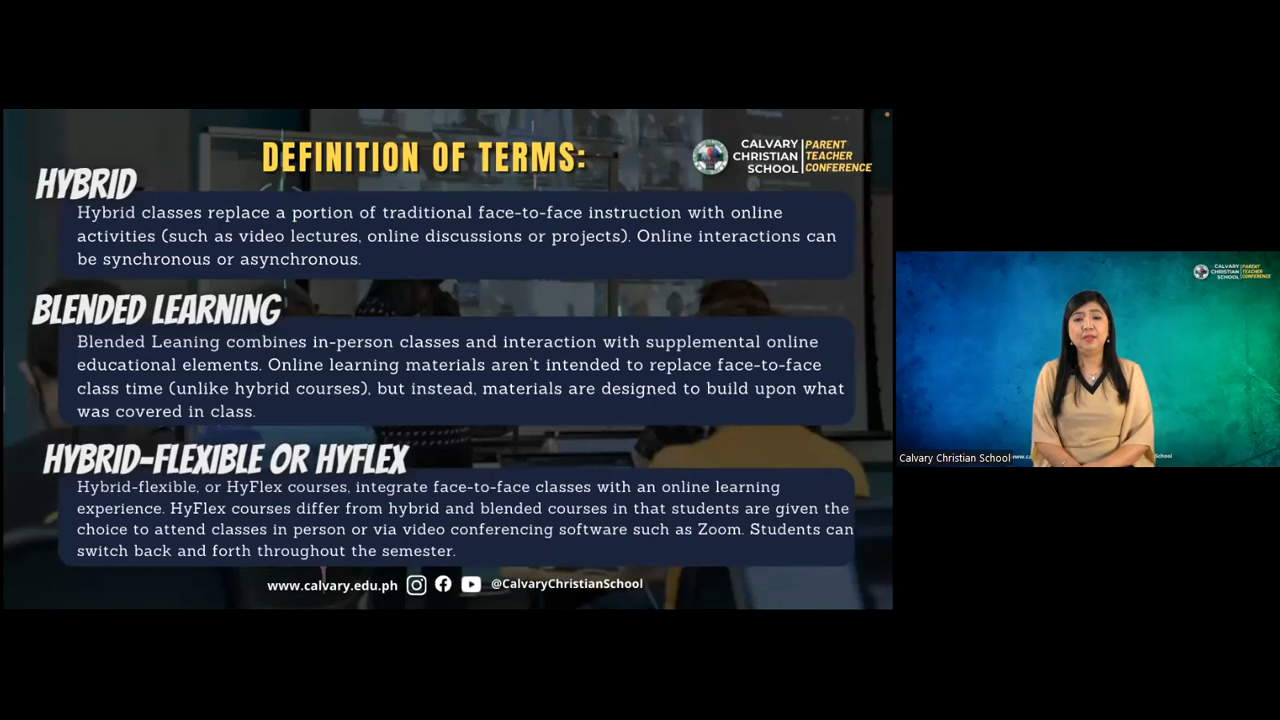 DEFINITION OF TERMS:
CALVARY
CHRISTIAN
SCHOOL
PARENT
TEACHER
CONFERENCE
HYBRID
Hybrid classes replace a portion of traditional face-to-face instruction with online
activities (such as video lectures, online discussions or projects). Online interactions can
be synchronous or asynchronous.
BLENDED LEARNING
Blended Leaning combines in-person classes and interaction with supplemental online
educational elements. Online learning materials aren't intended to replace face-to-face
class time (unlike hybrid courses), but instead, materials are designed to build upon what
was covered in class.
HYBRID-FLEXIBLE OR HYFLEX
Hybrid-flexible, or HyFlex courses, integrate face-to-face classes with an online learning
experience. HyFlex courses differ from hybrid and blended courses in that students are given the
choice to attend classes in person or via video conferencing software such as Zoom. Students can
switch back and forth throughout the semester.
www.calvary.edu.ph @CalvaryChristianSchool
CALVARY
CHRISTIAN
SCHOOL
PARENT
TEACHER
CONFERENCE
Calvary Christian School